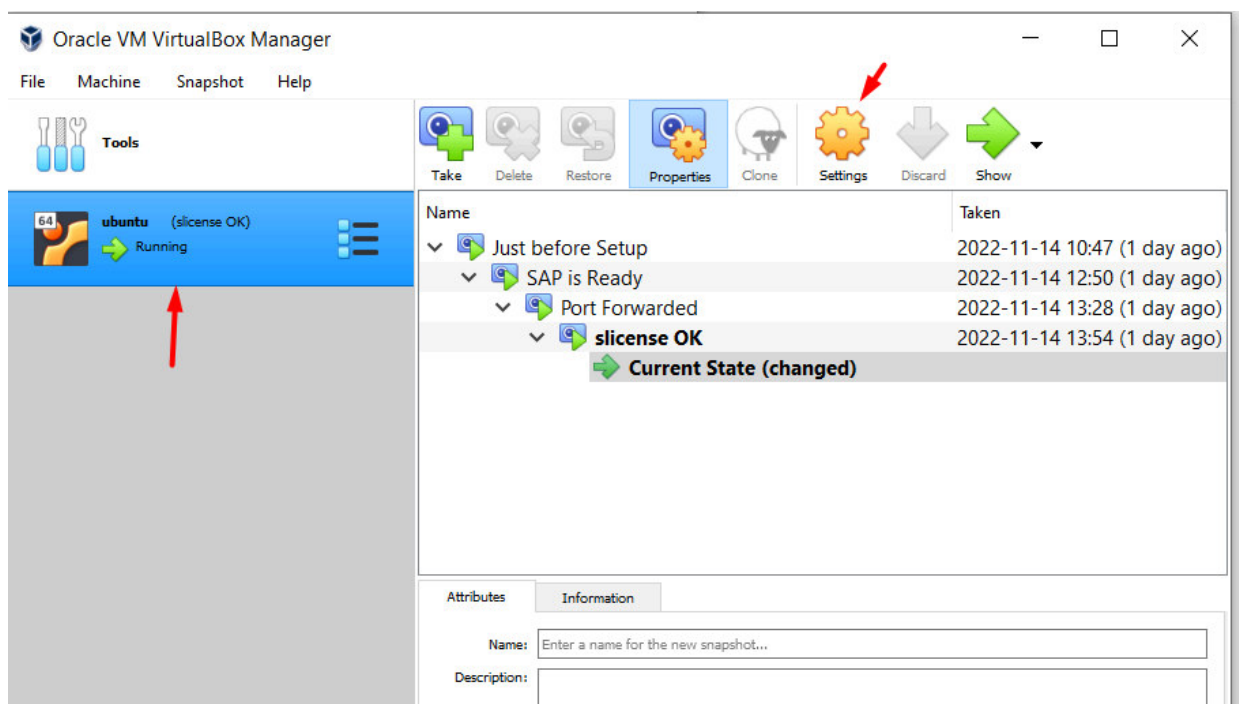 Oracle VM VirtualBox Manager
File Machine Snapshot Help
Tools
Take Delete Restore Properties Clone Settings Discard Show
64
ubuntu (slicense OK)
Running
Name Taken
Just before Setup 2022-11-14 10:47 (1 day ago)
SAP is Ready 2022-11-14 12:50 (1 day ago)
Port Forwarded 2022-11-14 13:28 (1 day ago)
slicense OK 2022-11-14 13:54 (1 day ago)
Current State (changed)
Attributes Information
Name: Enter a name for the new snapshot...
Description: